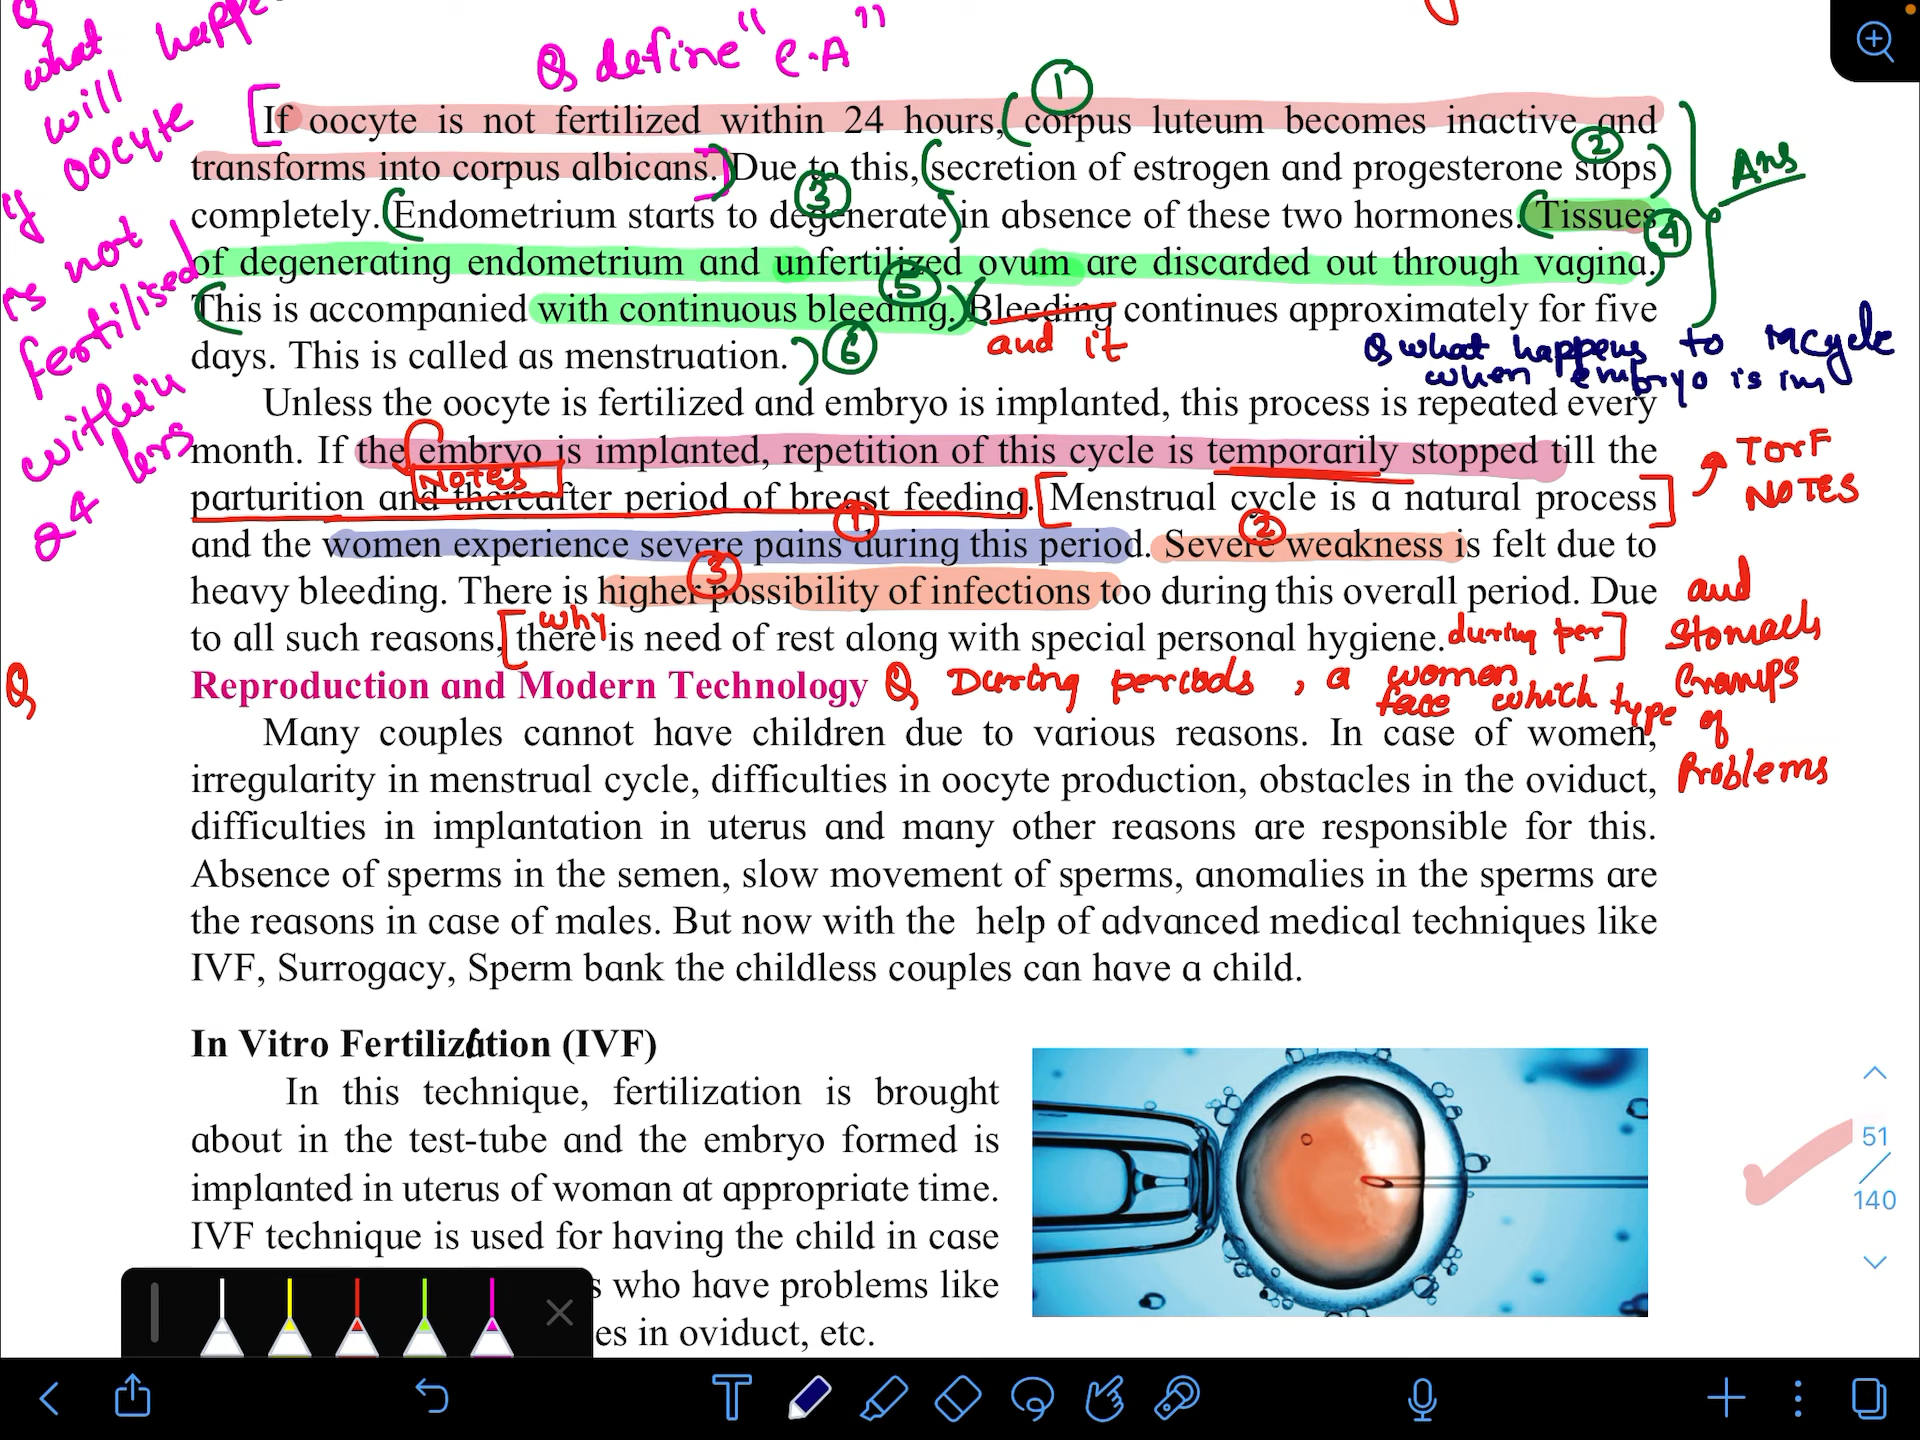 Q
what happe
will
oocyte
if
is not
fertilised
within
24 hrs
Q define "C.A"
1
If oocyte is not fertilized within 24 hours, corpus luteum becomes inactive and
2
transforms into corpus albicans. Due to this, secretion of estrogen and progesterone stops
Ans
3
completely. Endometrium starts to degenerate in absence of these two hormones. Tissues
4
of degenerating endometrium and unfertilized ovum are discarded out through vagina.
5
This is accompanied with continuous bleeding. Bleeding continues approximately for five
and it
days. This is called as menstruation.
6
Q what happens to mcycle
when embryo is im
Unless the oocyte is fertilized and embryo is implanted, this process is repeated every
month. If the embryo is implanted, repetition of this cycle is temporarily stopped till the
Notes
TorF
NOTES
parturition and thereafter period of breast feeding. Menstrual cycle is a natural process
1
2
and the women experience severe pains during this period. Severe weakness is felt due to
3
heavy bleeding. There is higher possibility of infections too during this overall period. Due
why
to all such reasons, there is need of rest along with special personal hygiene. during per
and
stomach
cramps
Q
Reproduction and Modern Technology
Q During periods, a women
face which type of
Problems
Many couples cannot have children due to various reasons. In case of women,
irregularity in menstrual cycle, difficulties in oocyte production, obstacles in the oviduct,
difficulties in implantation in uterus and many other reasons are responsible for this.
Absence of sperms in the semen, slow movement of sperms, anomalies in the sperms are
the reasons in case of males. But now with the help of advanced medical techniques like
IVF, Surrogacy, Sperm bank the childless couples can have a child.
In Vitro Fertilization (IVF)
In this technique, fertilization is brought
about in the test-tube and the embryo formed is
implanted in uterus of woman at appropriate time.
IVF technique is used for having the child in case
s who have problems like
es in oviduct, etc.
51
140
T